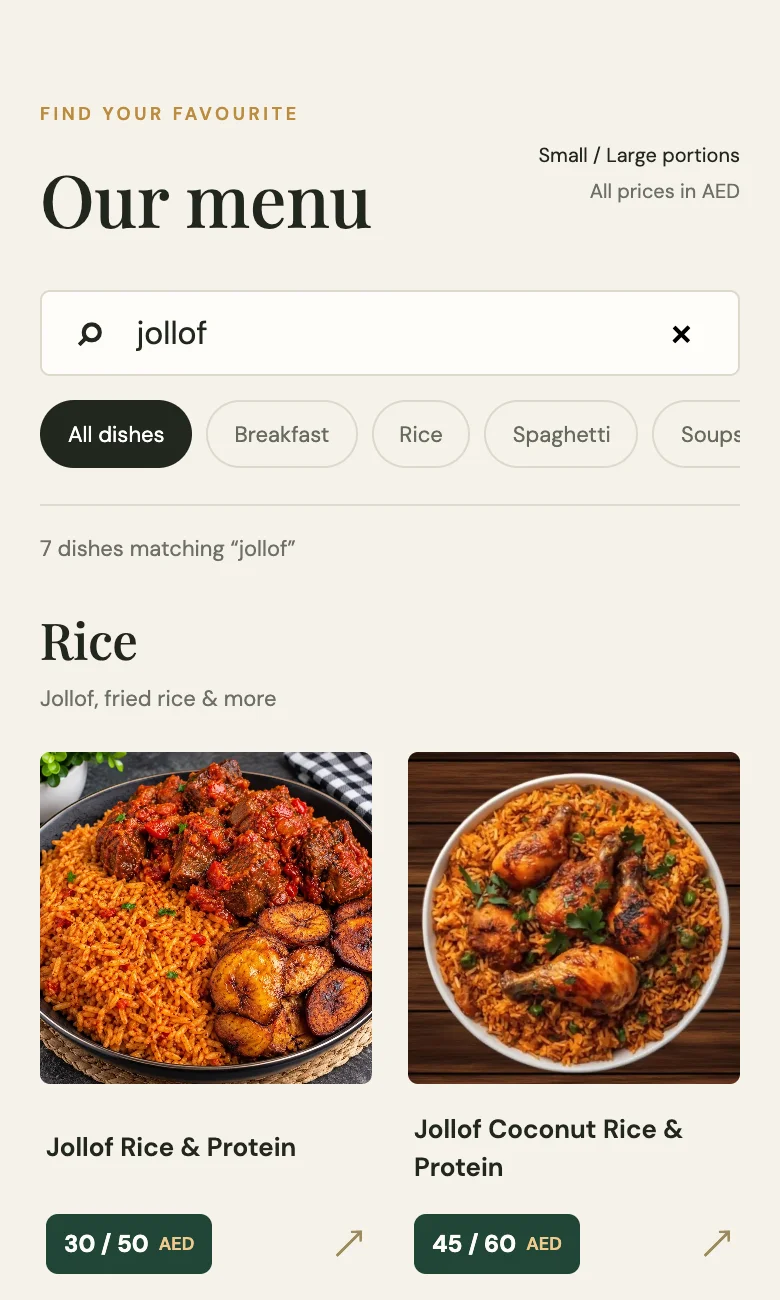 FIND YOUR FAVOURITE
Our menu
Small / Large portions
All prices in AED
jollof
All dishes
Breakfast
Rice
Spaghetti
Soups
7 dishes matching “jollof”
Rice
Jollof, fried rice & more
Jollof Rice & Protein
30 / 50 AED
Jollof Coconut Rice &
Protein
45 / 60 AED